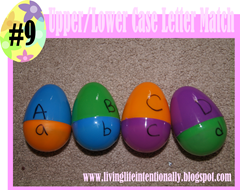 #9
Upper/Lower Case Letter Match
A B C D
a b c
www.livinglifeintentionally.blogspot.com